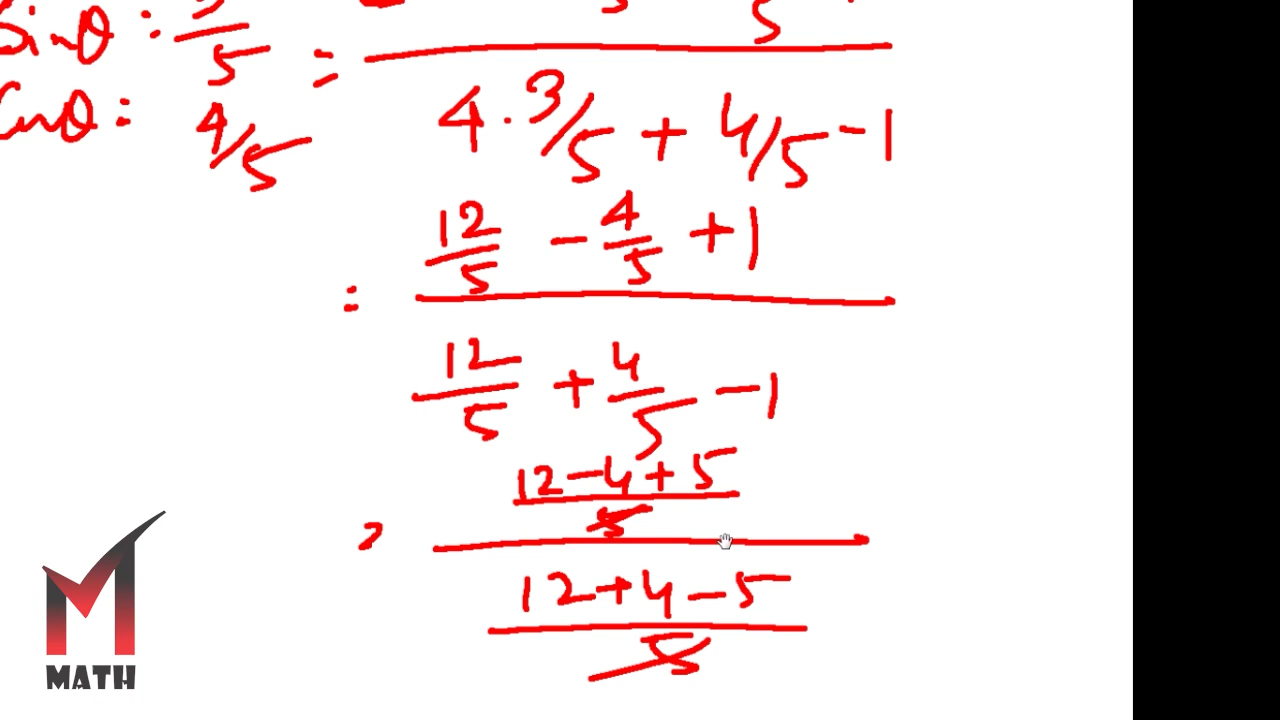 sinθ = 3/5
cosθ = 4/5
= 4 · 3/5 + 4/5 - 1
= (12/5 - 4/5 + 1) / (12/5 + 4/5 - 1)
= ((12 - 4 + 5)/5) / ((12 + 4 - 5)/5)
MATH